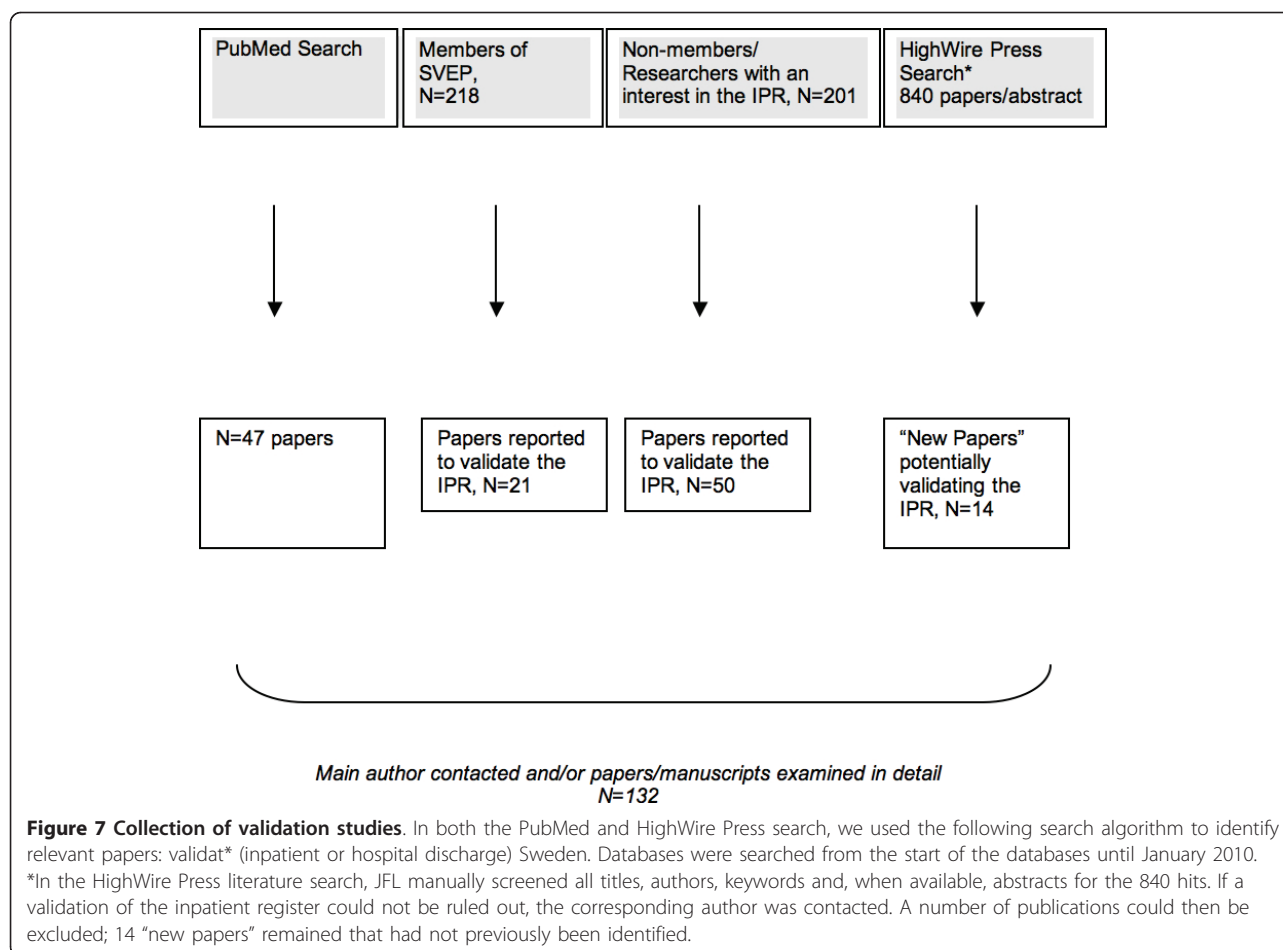 PubMed Search
Members of
SVEP,
N=218
Non-members/
Researchers with an
interest in the IPR, N=201
HighWire Press
Search*
840 papers/abstract
N=47 papers
Papers reported
to validate the
IPR, N=21
Papers reported
to validate the
IPR, N=50
“New Papers”
potentially
validating the
IPR, N=14
Main author contacted and/or papers/manuscripts examined in detail
N=132
Figure 7 Collection of validation studies. In both the PubMed and HighWire Press search, we used the following search algorithm to identify
relevant papers: validat* (inpatient or hospital discharge) Sweden. Databases were searched from the start of the databases until January 2010.
*In the HighWire Press literature search, JFL manually screened all titles, authors, keywords and, when available, abstracts for the 840 hits. If a
validation of the inpatient register could not be ruled out, the corresponding author was contacted. A number of publications could then be
excluded; 14 “new papers” remained that had not previously been identified.